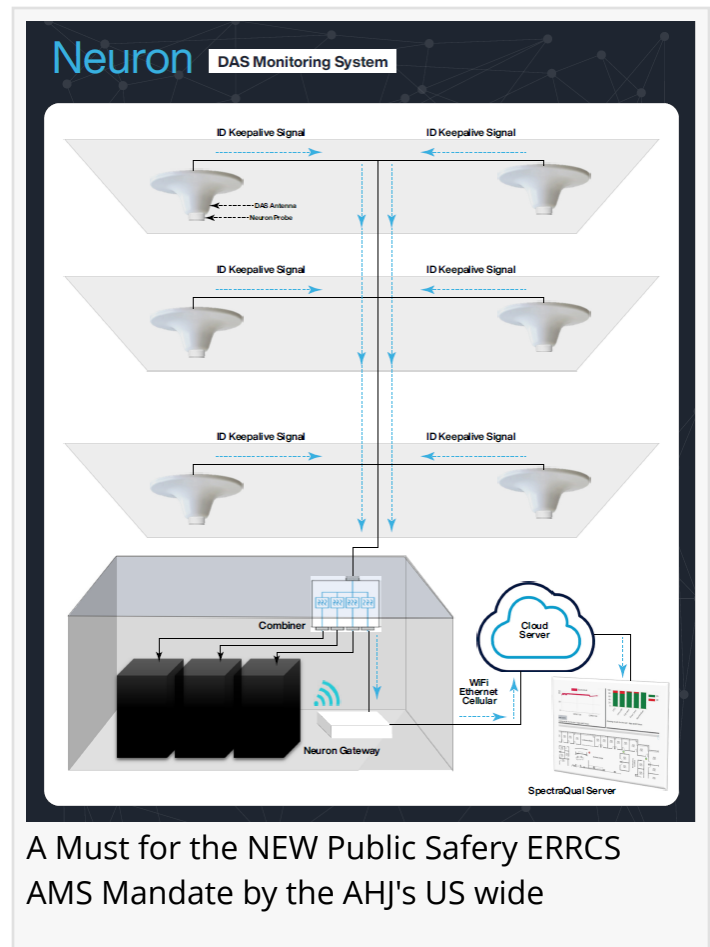 Neuron DAS Monitoring System
ID Keepalive Signal ID Keepalive Signal
DAS Antenna
Neuron Probe
ID Keepalive Signal ID Keepalive Signal
ID Keepalive Signal ID Keepalive Signal
Combiner
Cloud
Server
WiFi
Ethernet
Cellular
Neuron Gateway
SpectraQual Server
A Must for the NEW Public Safery ERRCS
AMS Mandate by the AHJ's US wide